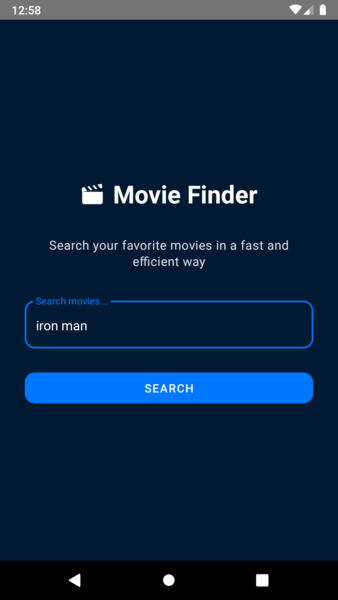 12:58
Movie Finder
Search your favorite movies in a fast and
efficient way
Search movies...
iron man
SEARCH